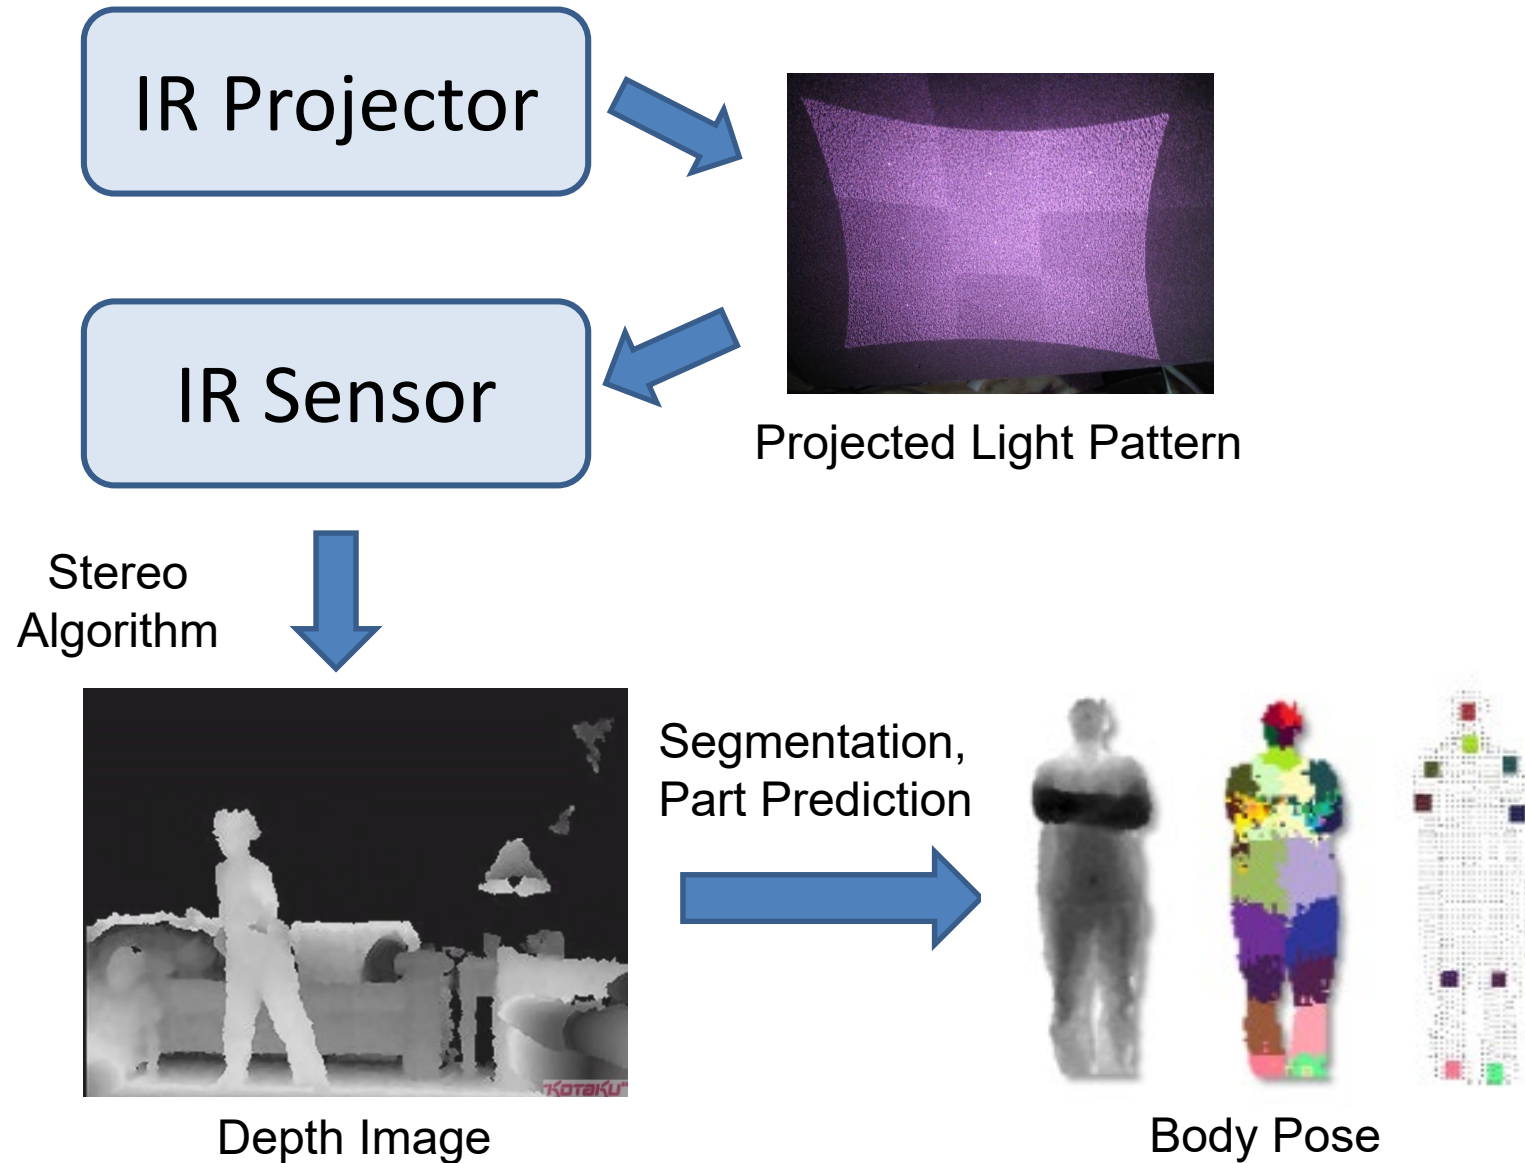 IR Projector
IR Sensor
Projected Light Pattern
Stereo
Algorithm
Segmentation,
Part Prediction
KOTAKU
Depth Image
Body Pose